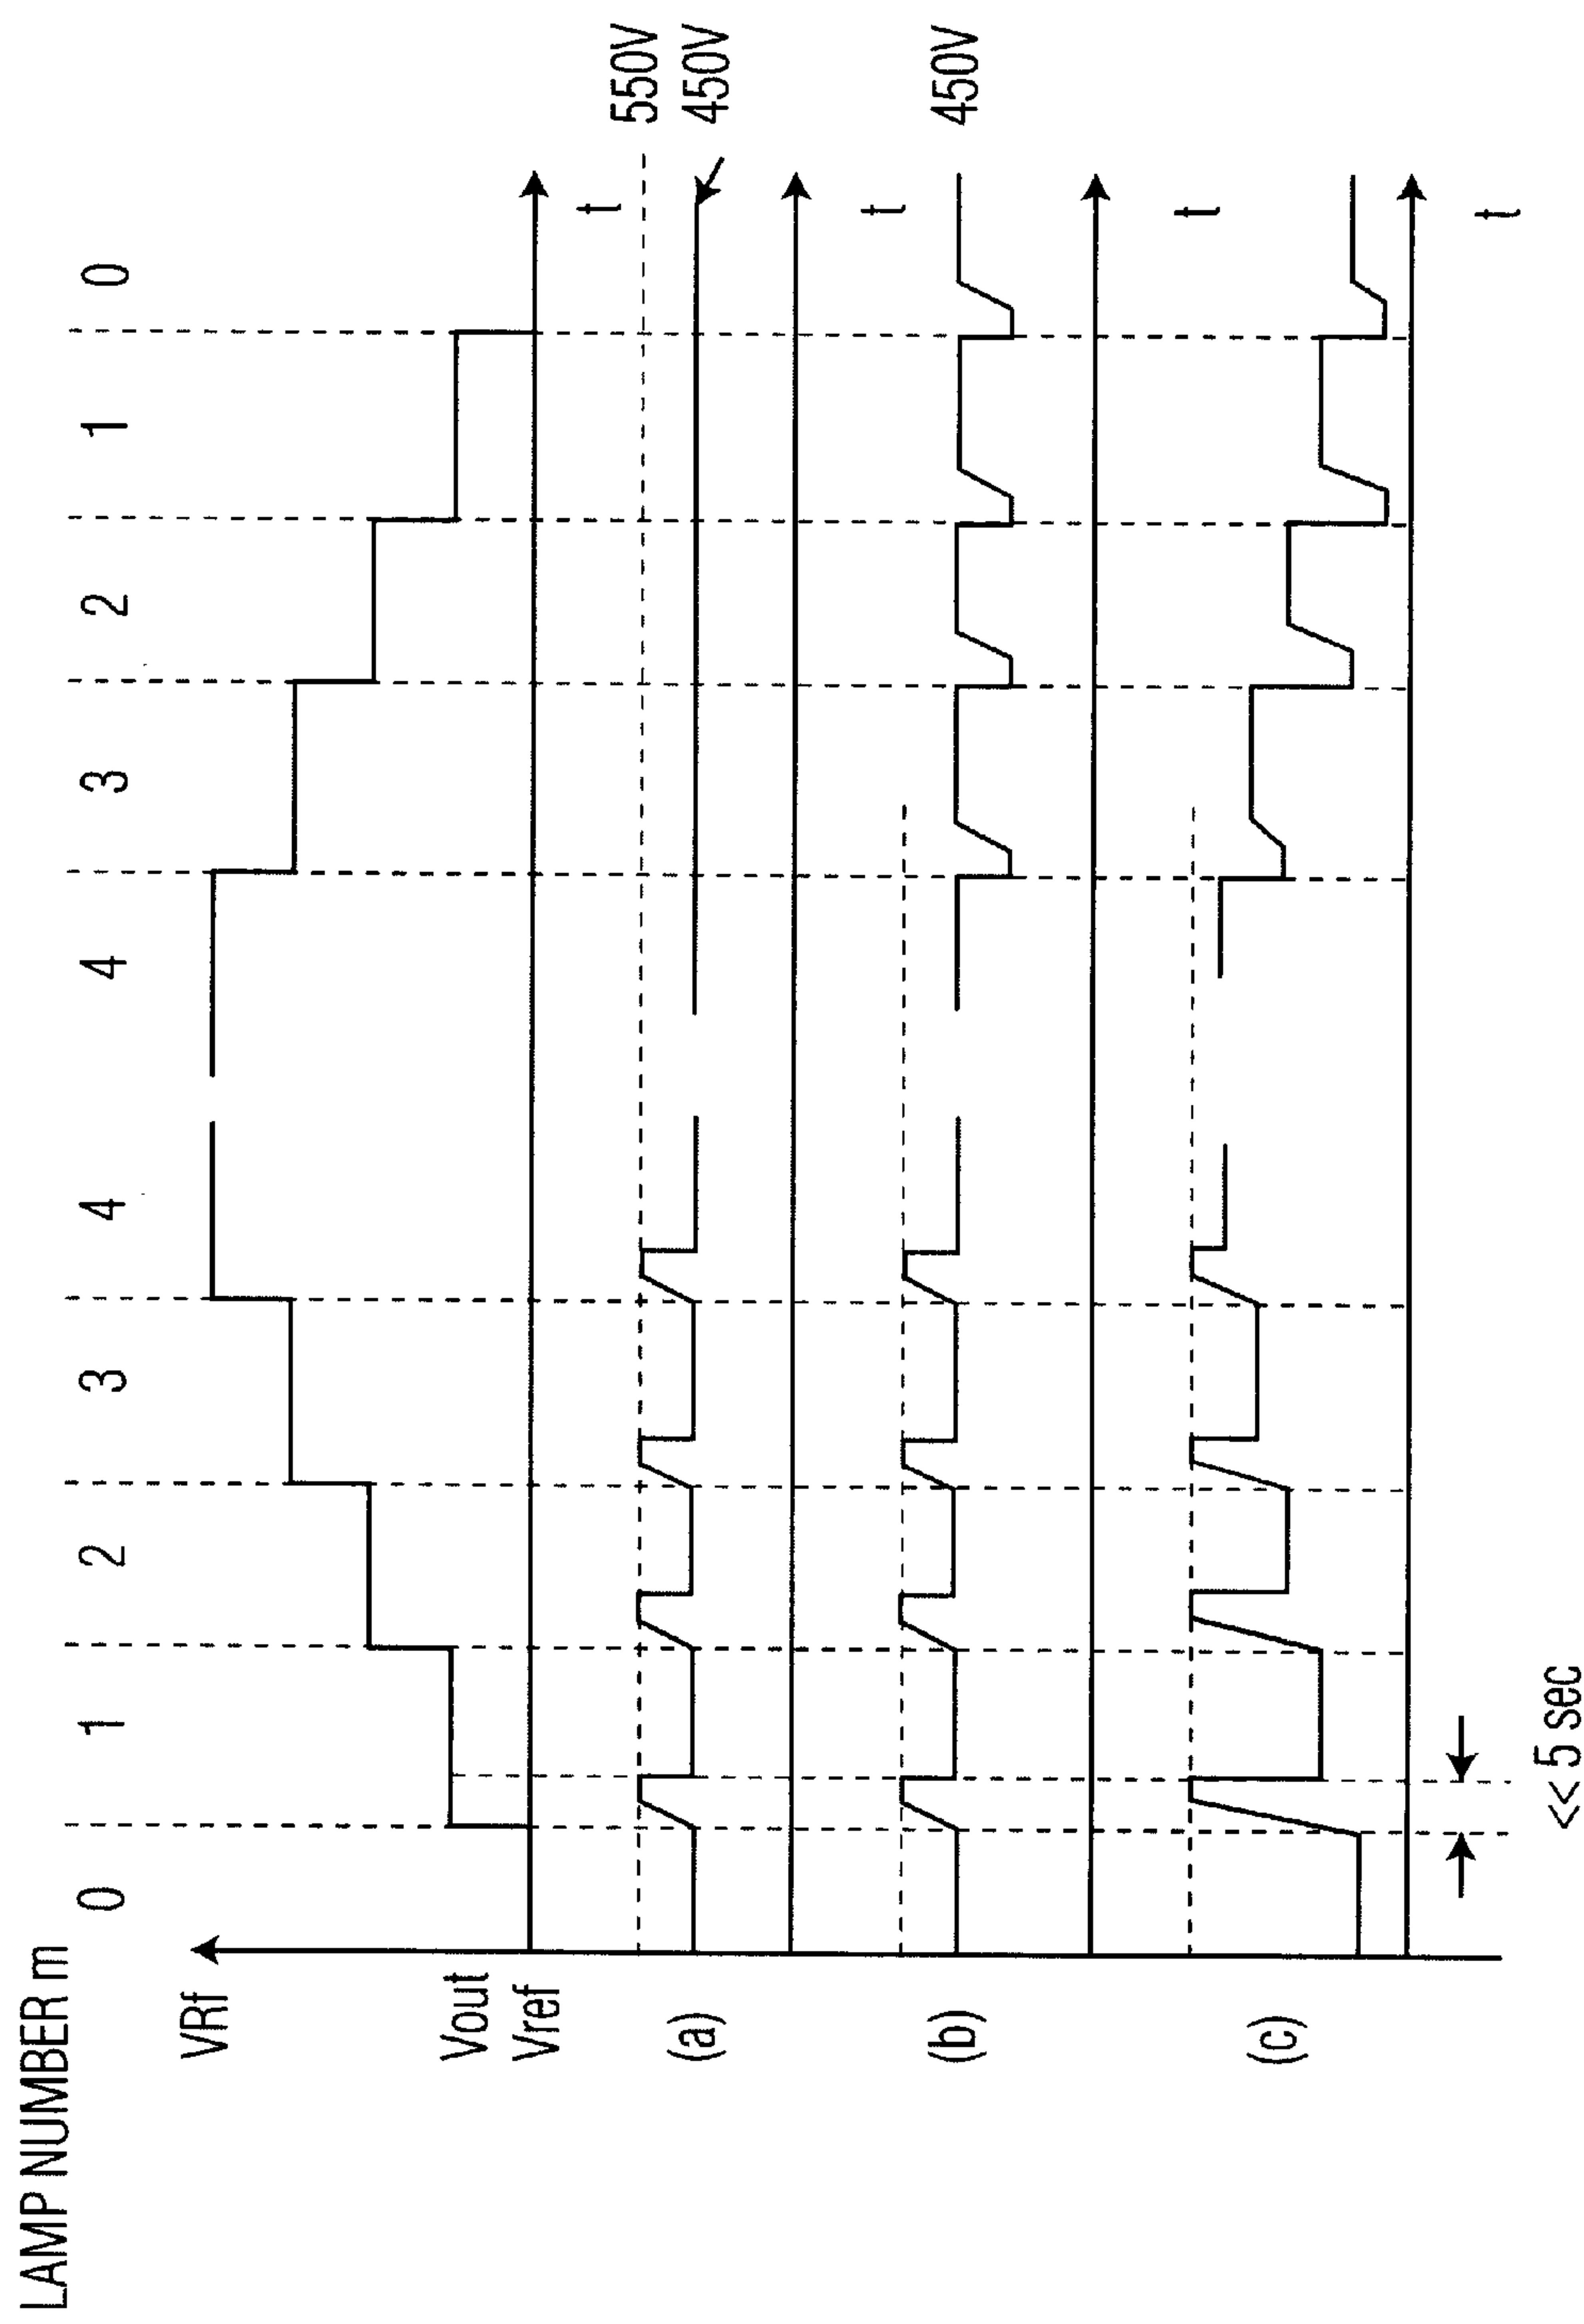 LAMP NUMBER m
0 1 2 3 4 4 3 2 1 0
VRf
Vout
Vref
t
550V
450V
(a)
t
450V
(b)
t
(c)
t
<< 5 sec